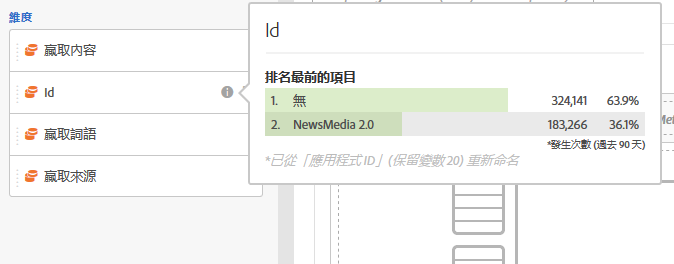 維度
贏取內容
Id
贏取詞語
贏取來源
Id
排名最前的項目
1. 無 324,141 63.9%
2. NewsMedia 2.0 183,266 36.1%
*發生次數 (過去 90 天)
*已從「應用程式 ID」(保留變數 20) 重新命名